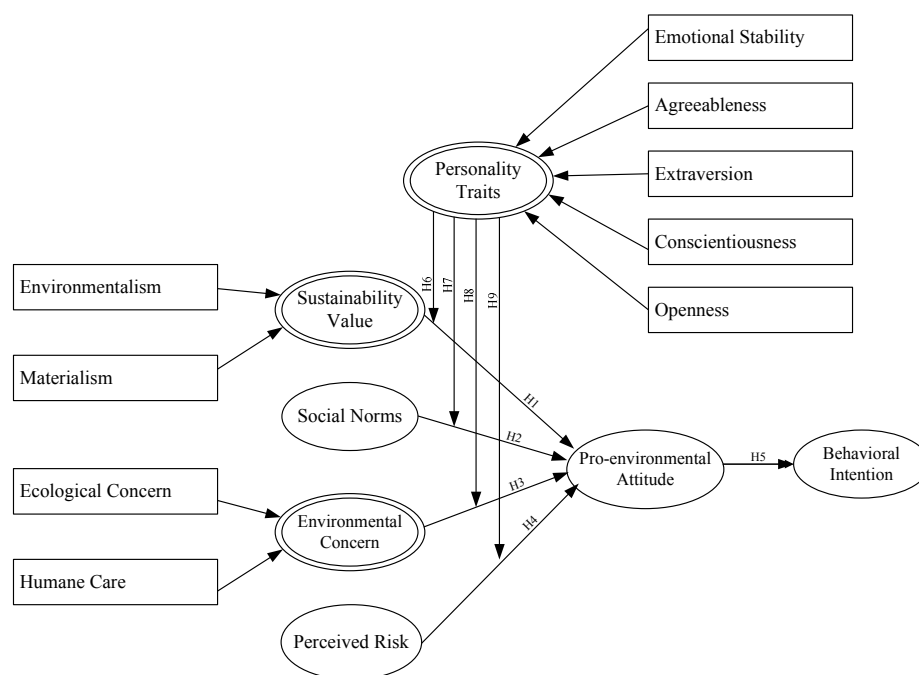 Emotional Stability
Agreeableness
Personality
Traits
Extraversion
Conscientiousness
Openness
H6
H7
H8
H9
Environmentalism
Sustainability
Value
Materialism
H1
Social Norms
H2
Pro-environmental
Attitude
H5
Behavioral
Intention
Ecological Concern
H3
Environmental
Concern
H4
Humane Care
Perceived Risk